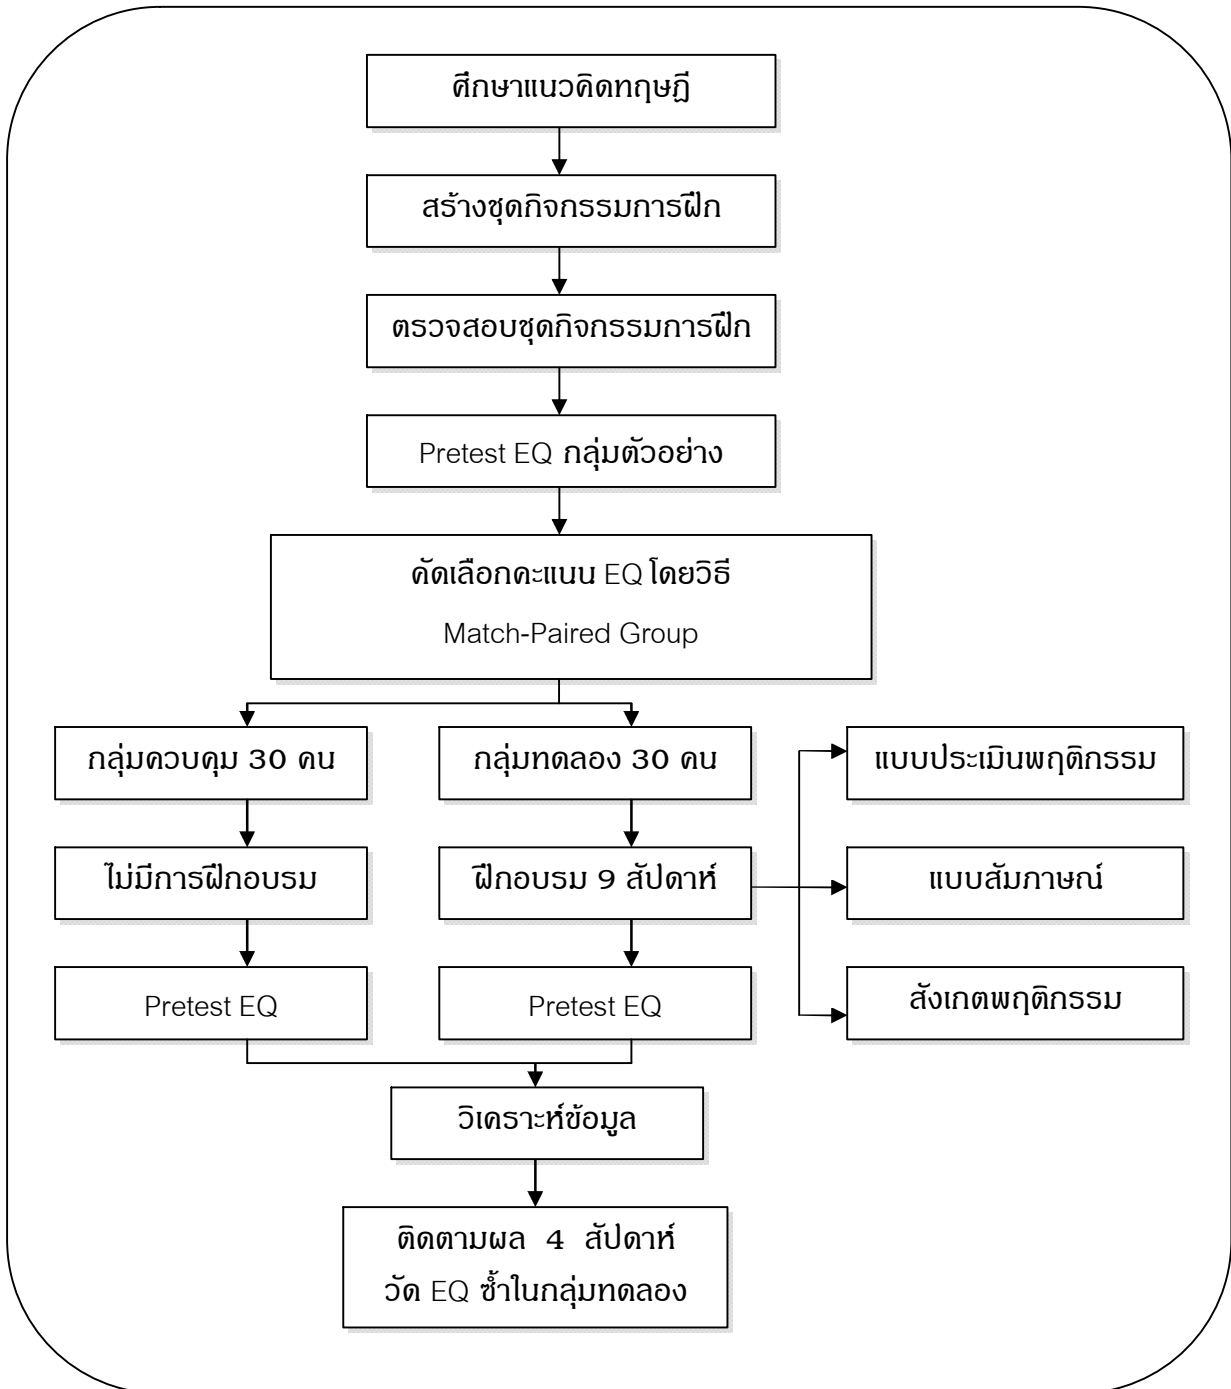 ศึกษาแนวคิดทฤษฎี
สร้างชุดกิจกรรมการฝึก
ตรวจสอบชุดกิจกรรมการฝึก
Pretest EQ กลุ่มตัวอย่าง
คัดเลือกคะแนน EQ โดยวิธี
Match-Paired Group
กลุ่มควบคุม 30 คน
กลุ่มทดลอง 30 คน
แบบประเมินพฤติกรรม
ไม่มีการฝึกอบรม
ฝึกอบรม 9 สัปดาห์
แบบสัมภาษณ์
Pretest EQ
Pretest EQ
สังเกตพฤติกรรม
วิเคราะห์ข้อมูล
ติดตามผล 4 สัปดาห์
วัด EQ ซ้ำในกลุ่มทดลอง